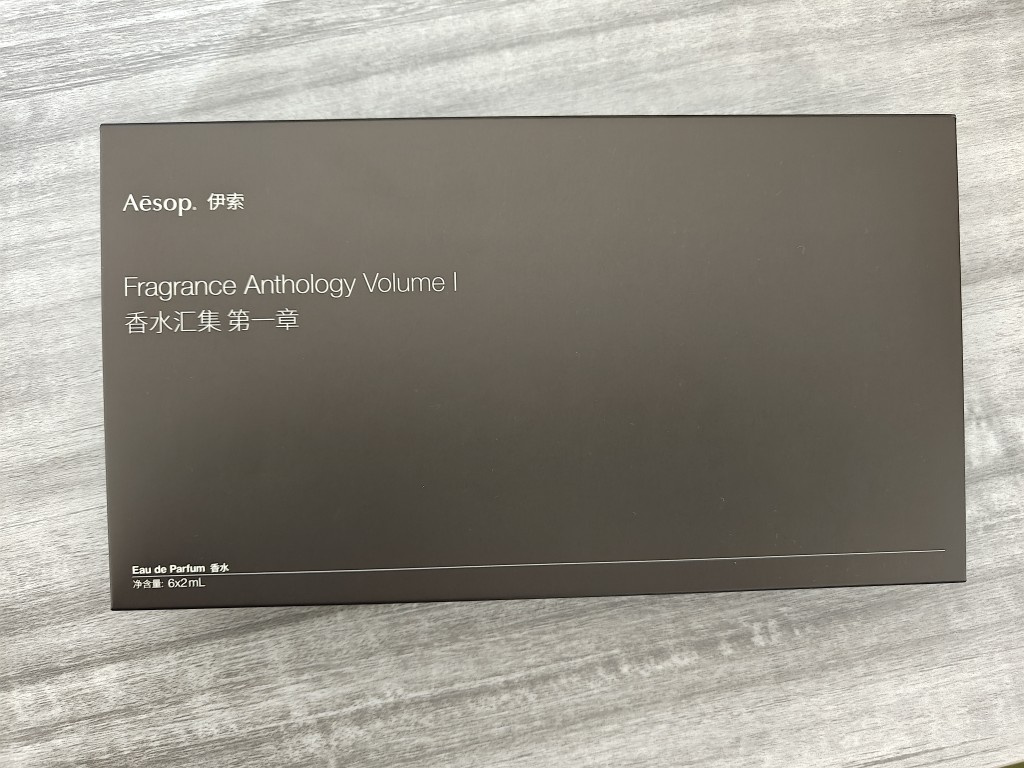 Aēsop. 伊索
Fragrance Anthology Volume I
香水汇集 第一章
Eau de Parfum 香水
净含量: 6x2mL